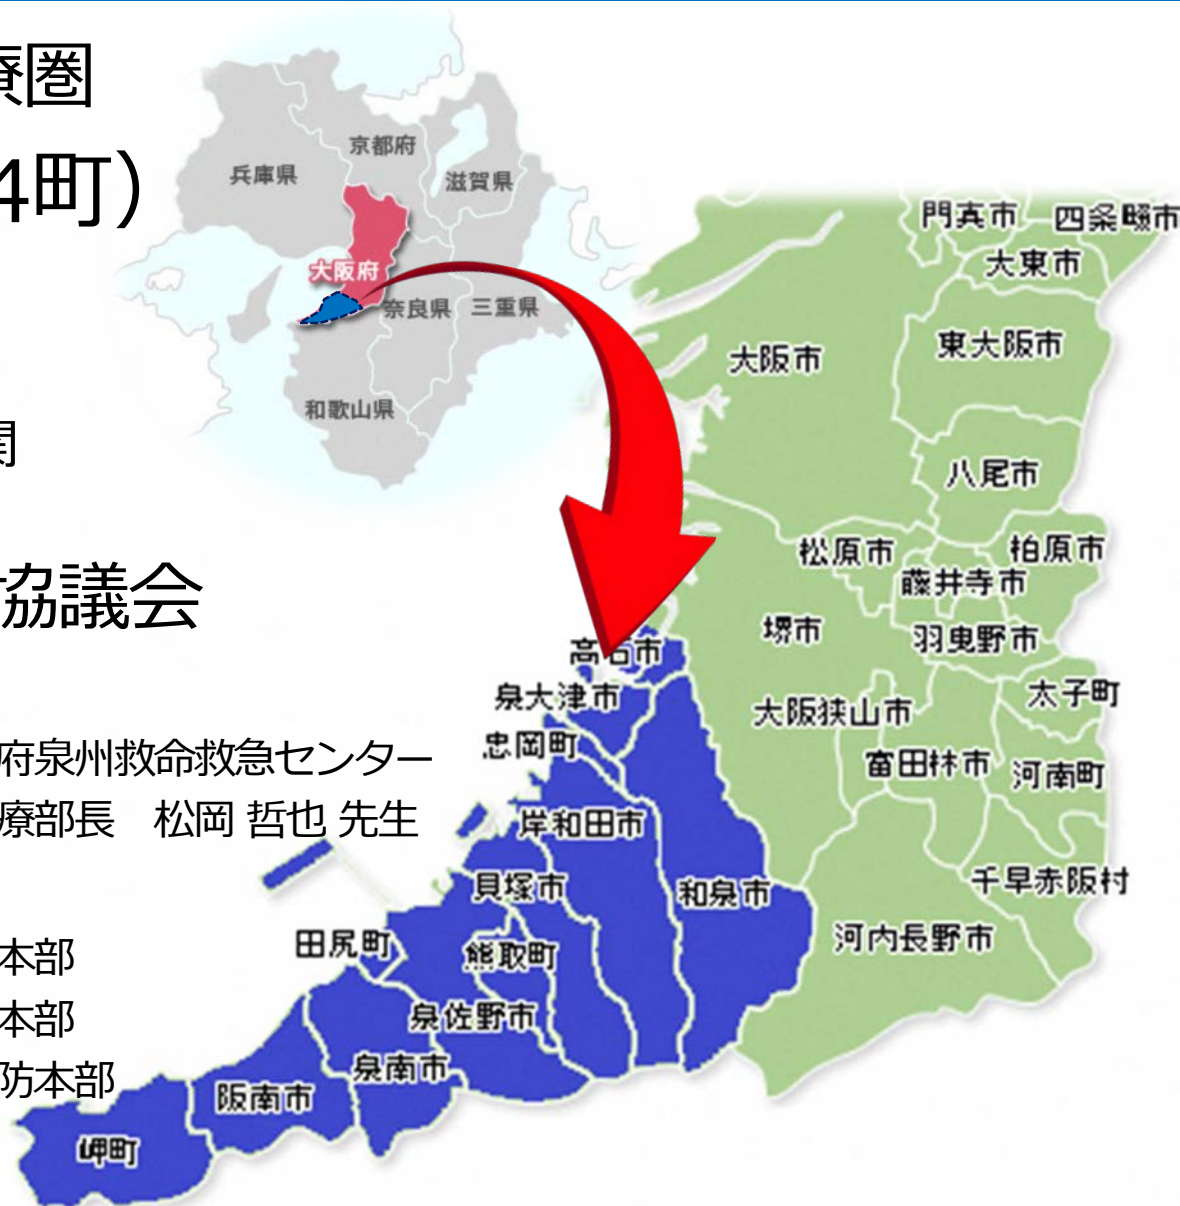 療圏
4町）
関
協議会
府泉州救命救急センター
療部長　松岡 哲也 先生
本部
本部
防本部
京都府
兵庫県
滋賀県
大阪府
奈良県
三重県
和歌山県
門真市
四条畷市
大東市
大阪市
東大阪市
八尾市
松原市
柏原市
藤井寺市
堺市
羽曳野市
高石市
泉大津市
太子町
大阪狭山市
忠岡町
富田林市
河南町
岸和田市
貝塚市
和泉市
千早赤阪村
田尻町
熊取町
河内長野市
泉佐野市
泉南市
阪南市
岬町